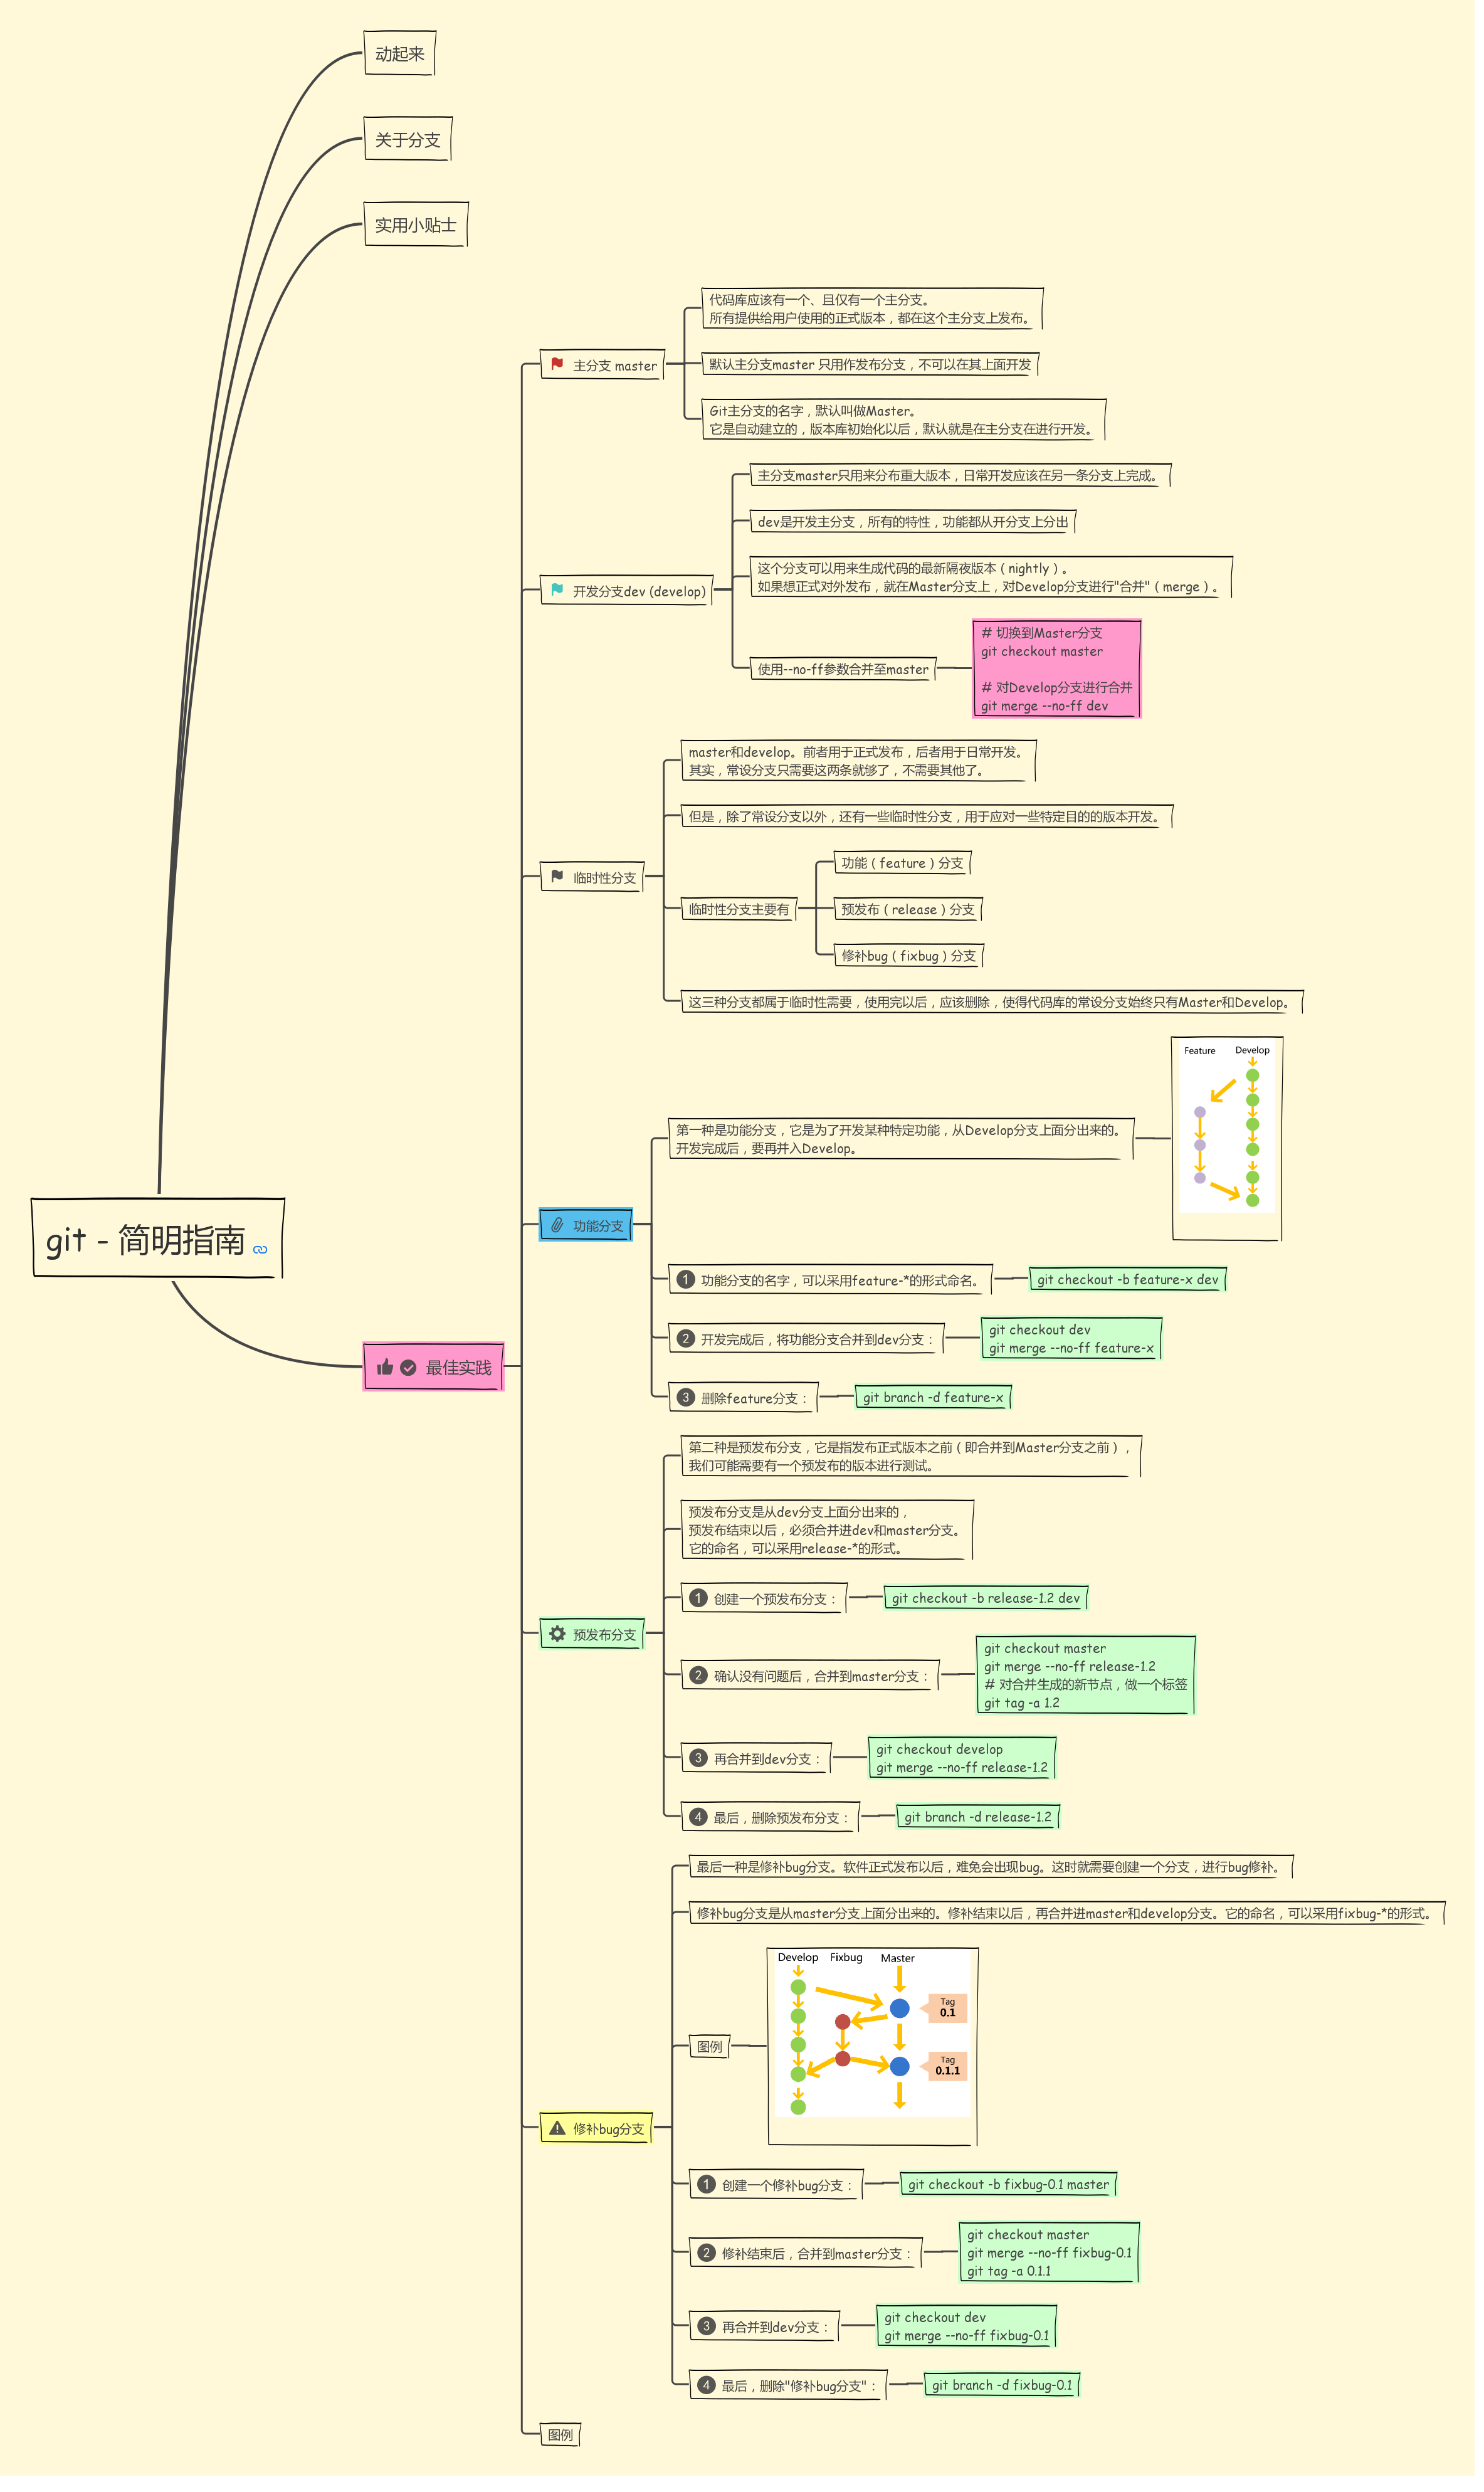 动起来
关于分支
实用小贴士
git - 简明指南
最佳实践
主分支 master
代码库应该有一个、且仅有一个主分支。
所有提供给用户使用的正式版本，都在这个主分支上发布。
默认主分支master 只用作发布分支，不可以在其上面开发
Git主分支的名字，默认叫做Master。
它是自动建立的，版本库初始化以后，默认就是在主分支在进行开发。
开发分支dev (develop)
主分支master只用来分布重大版本，日常开发应该在另一条分支上完成。
dev是开发主分支，所有的特性，功能都从开分支上分出
这个分支可以用来生成代码的最新隔夜版本（nightly）。
如果想正式对外发布，就在Master分支上，对Develop分支进行"合并"（merge）。
使用--no-ff参数合并至master
# 切换到Master分支
git checkout master
# 对Develop分支进行合并
git merge --no-ff dev
临时性分支
master和develop。前者用于正式发布，后者用于日常开发。
其实，常设分支只需要这两条就够了，不需要其他了。
但是，除了常设分支以外，还有一些临时性分支，用于应对一些特定目的的版本开发。
临时性分支主要有
功能（feature）分支
预发布（release）分支
修补bug（fixbug）分支
这三种分支都属于临时性需要，使用完以后，应该删除，使得代码库的常设分支始终只有Master和Develop。
功能分支
第一种是功能分支，它是为了开发某种特定功能，从Develop分支上面分出来的。
开发完成后，要再并入Develop。
Feature Develop
1 功能分支的名字，可以采用feature-*的形式命名。
git checkout -b feature-x dev
2 开发完成后，将功能分支合并到dev分支：
git checkout dev
git merge --no-ff feature-x
3 删除feature分支：
git branch -d feature-x
预发布分支
第二种是预发布分支，它是指发布正式版本之前（即合并到Master分支之前），
我们可能需要有一个预发布的版本进行测试。
预发布分支是从dev分支上面分出来的，
预发布结束以后，必须合并进dev和master分支。
它的命名，可以采用release-*的形式。
1 创建一个预发布分支：
git checkout -b release-1.2 dev
2 确认没有问题后，合并到master分支：
git checkout master
git merge --no-ff release-1.2
# 对合并生成的新节点，做一个标签
git tag -a 1.2
3 再合并到dev分支：
git checkout develop
git merge --no-ff release-1.2
4 最后，删除预发布分支：
git branch -d release-1.2
修补bug分支
最后一种是修补bug分支。软件正式发布以后，难免会出现bug。这时就需要创建一个分支，进行bug修补。
修补bug分支是从master分支上面分出来的。修补结束以后，再合并进master和develop分支。它的命名，可以采用fixbug-*的形式。
图例
Develop Fixbug Master
Tag
0.1
Tag
0.1.1
1 创建一个修补bug分支：
git checkout -b fixbug-0.1 master
2 修补结束后，合并到master分支：
git checkout master
git merge --no-ff fixbug-0.1
git tag -a 0.1.1
3 再合并到dev分支：
git checkout dev
git merge --no-ff fixbug-0.1
4 最后，删除"修补bug分支"：
git branch -d fixbug-0.1
图例